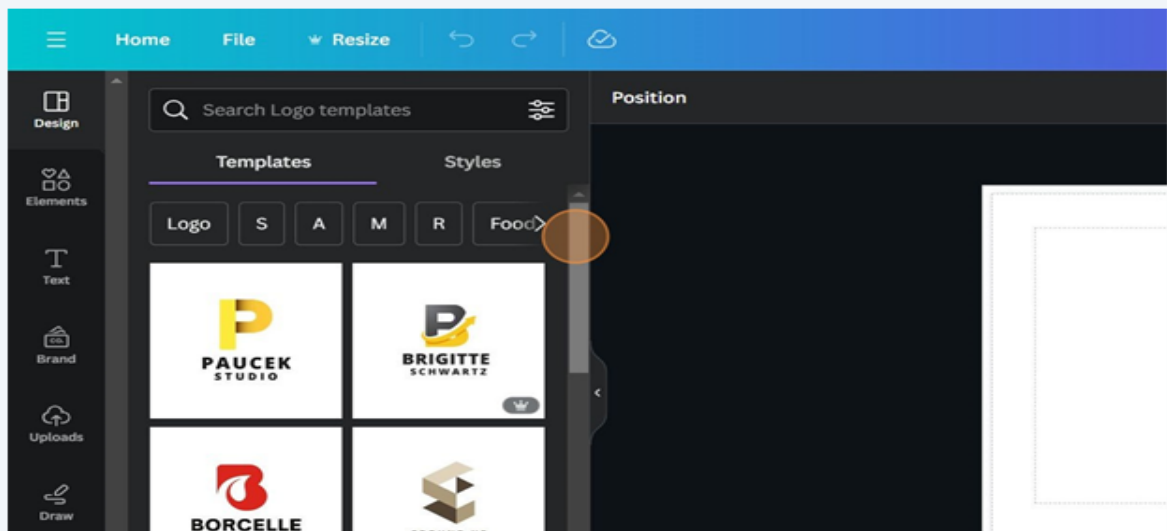 Home File Resize
Design
Elements
Text
Brand
CO.
Uploads
Draw
Search Logo templates
Position
Templates Styles
Logo S A M R Food
PAUCEK
STUDIO
BRIGITTE
SCHWARTZ
BORCELLE